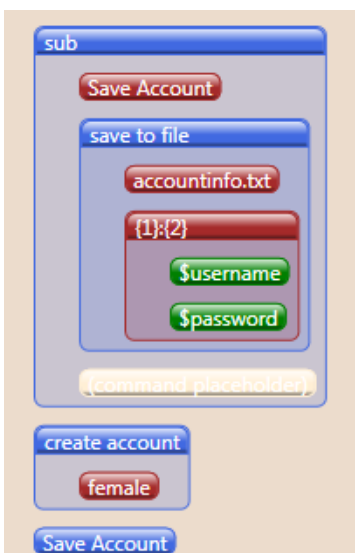 sub
Save Account
save to file
accountinfo.txt
{1}:{2}
$username
$password
(command placeholder)
create account
female
Save Account